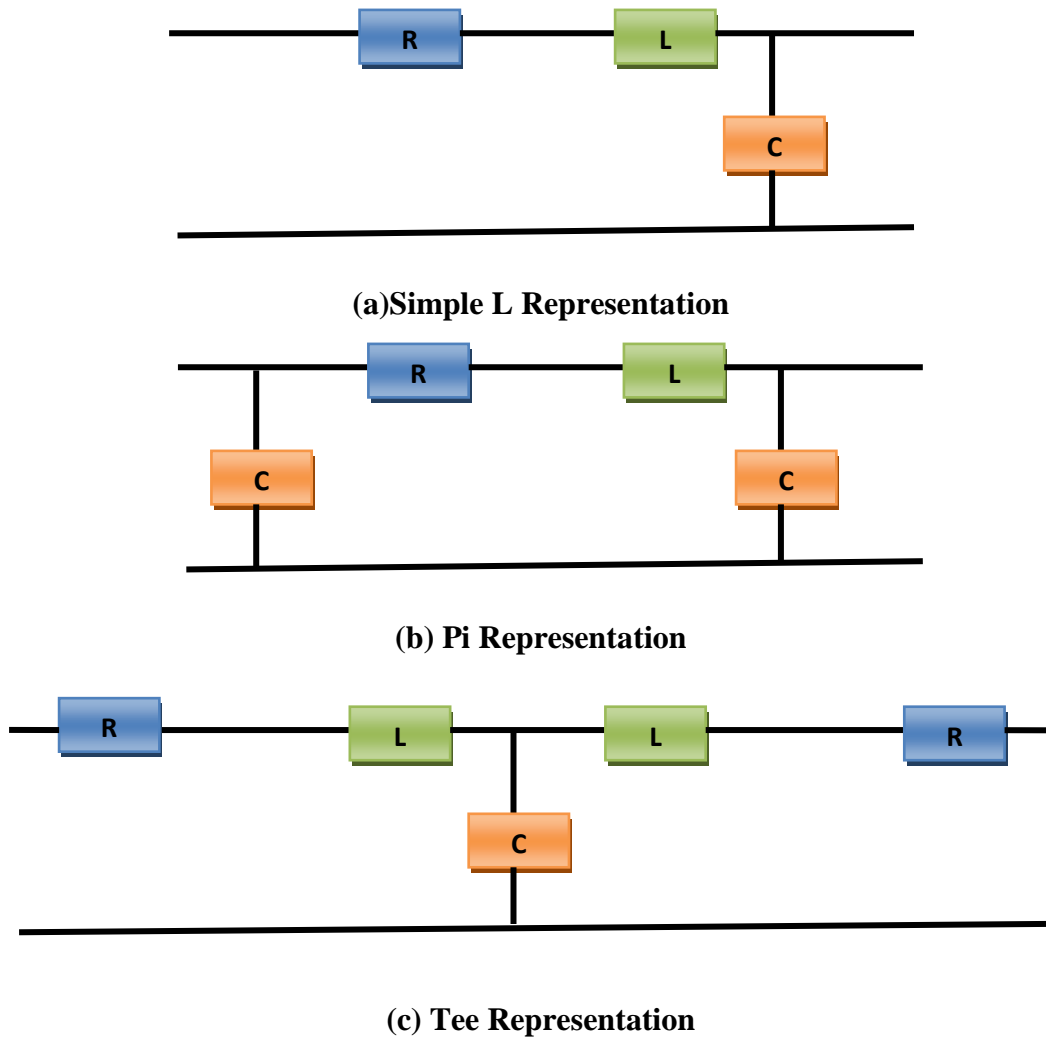 R L
C
(a)Simple L Representation
R L
C C
(b) Pi Representation
R L L R
C
(c) Tee Representation